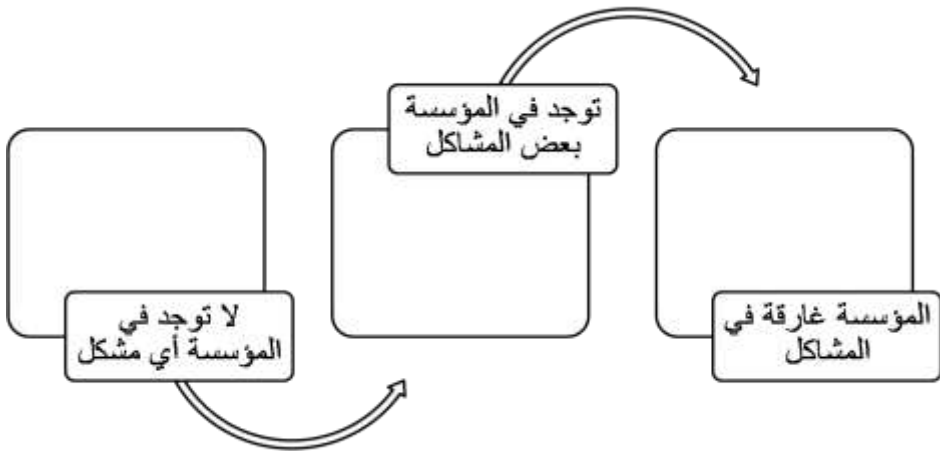 توجد في المؤسسة
بعض المشاكل
لا توجد في
المؤسسة أي مشكل
المؤسسة غارقة في
المشاكل